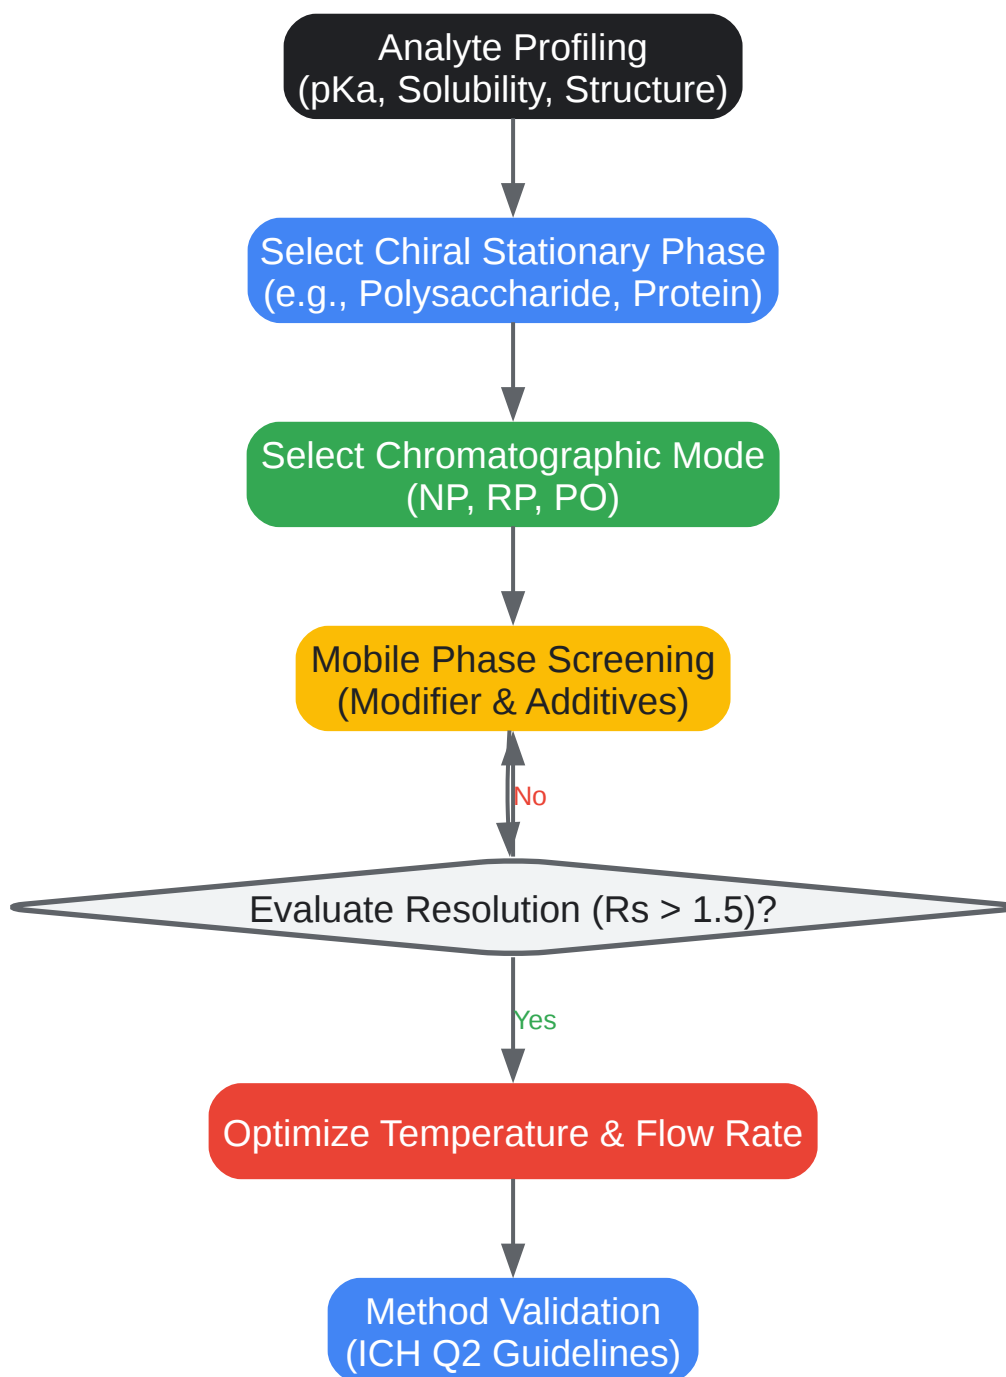 Analyte Profiling
(pKa, Solubility, Structure)
Select Chiral Stationary Phase
(e.g., Polysaccharide, Protein)
Select Chromatographic Mode
(NP, RP, PO)
Mobile Phase Screening
(Modifier & Additives)
No
Evaluate Resolution (Rs > 1.5)?
Yes
Optimize Temperature & Flow Rate
Method Validation
(ICH Q2 Guidelines)